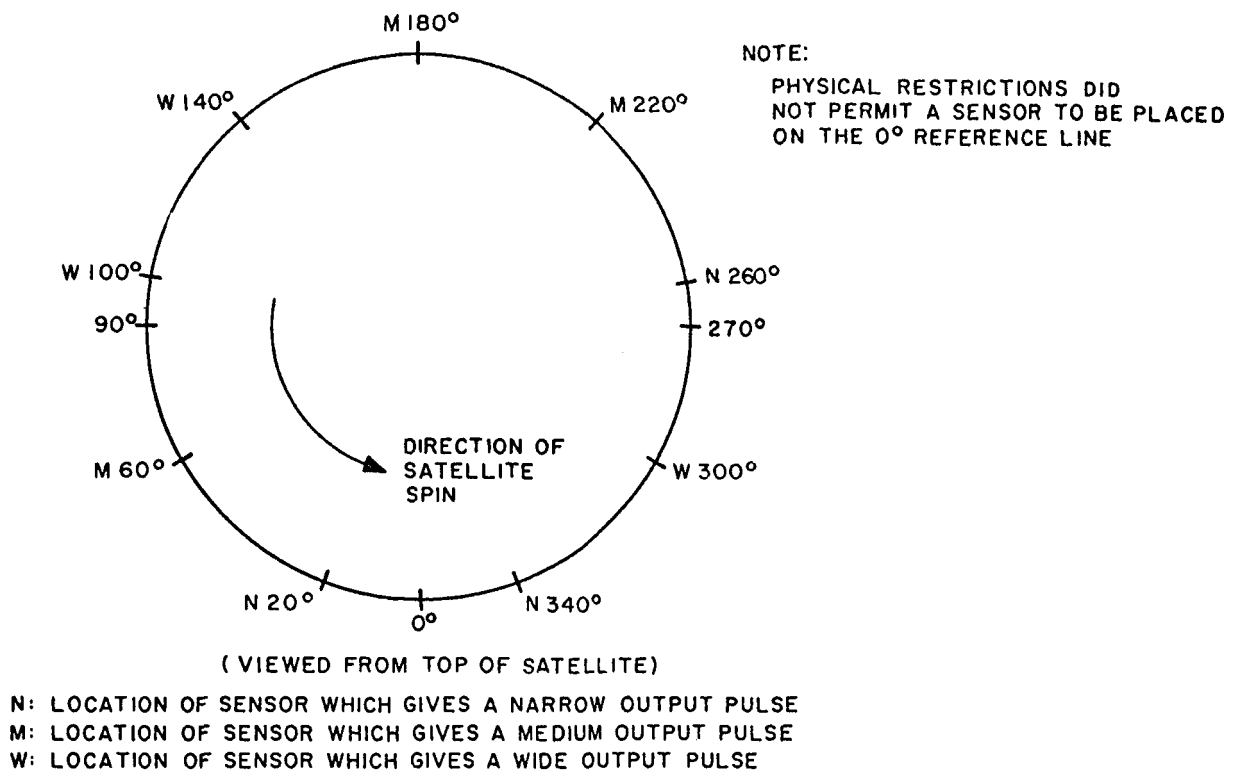 M 180°
NOTE:
PHYSICAL RESTRICTIONS DID
NOT PERMIT A SENSOR TO BE PLACED
ON THE 0° REFERENCE LINE
W 140°
M 220°
W 100°
N 260°
90°
270°
DIRECTION OF
SATELLITE
SPIN
M 60°
W 300°
N 20°
N 340°
0°
(VIEWED FROM TOP OF SATELLITE)
N: LOCATION OF SENSOR WHICH GIVES A NARROW OUTPUT PULSE
M: LOCATION OF SENSOR WHICH GIVES A MEDIUM OUTPUT PULSE
W: LOCATION OF SENSOR WHICH GIVES A WIDE OUTPUT PULSE